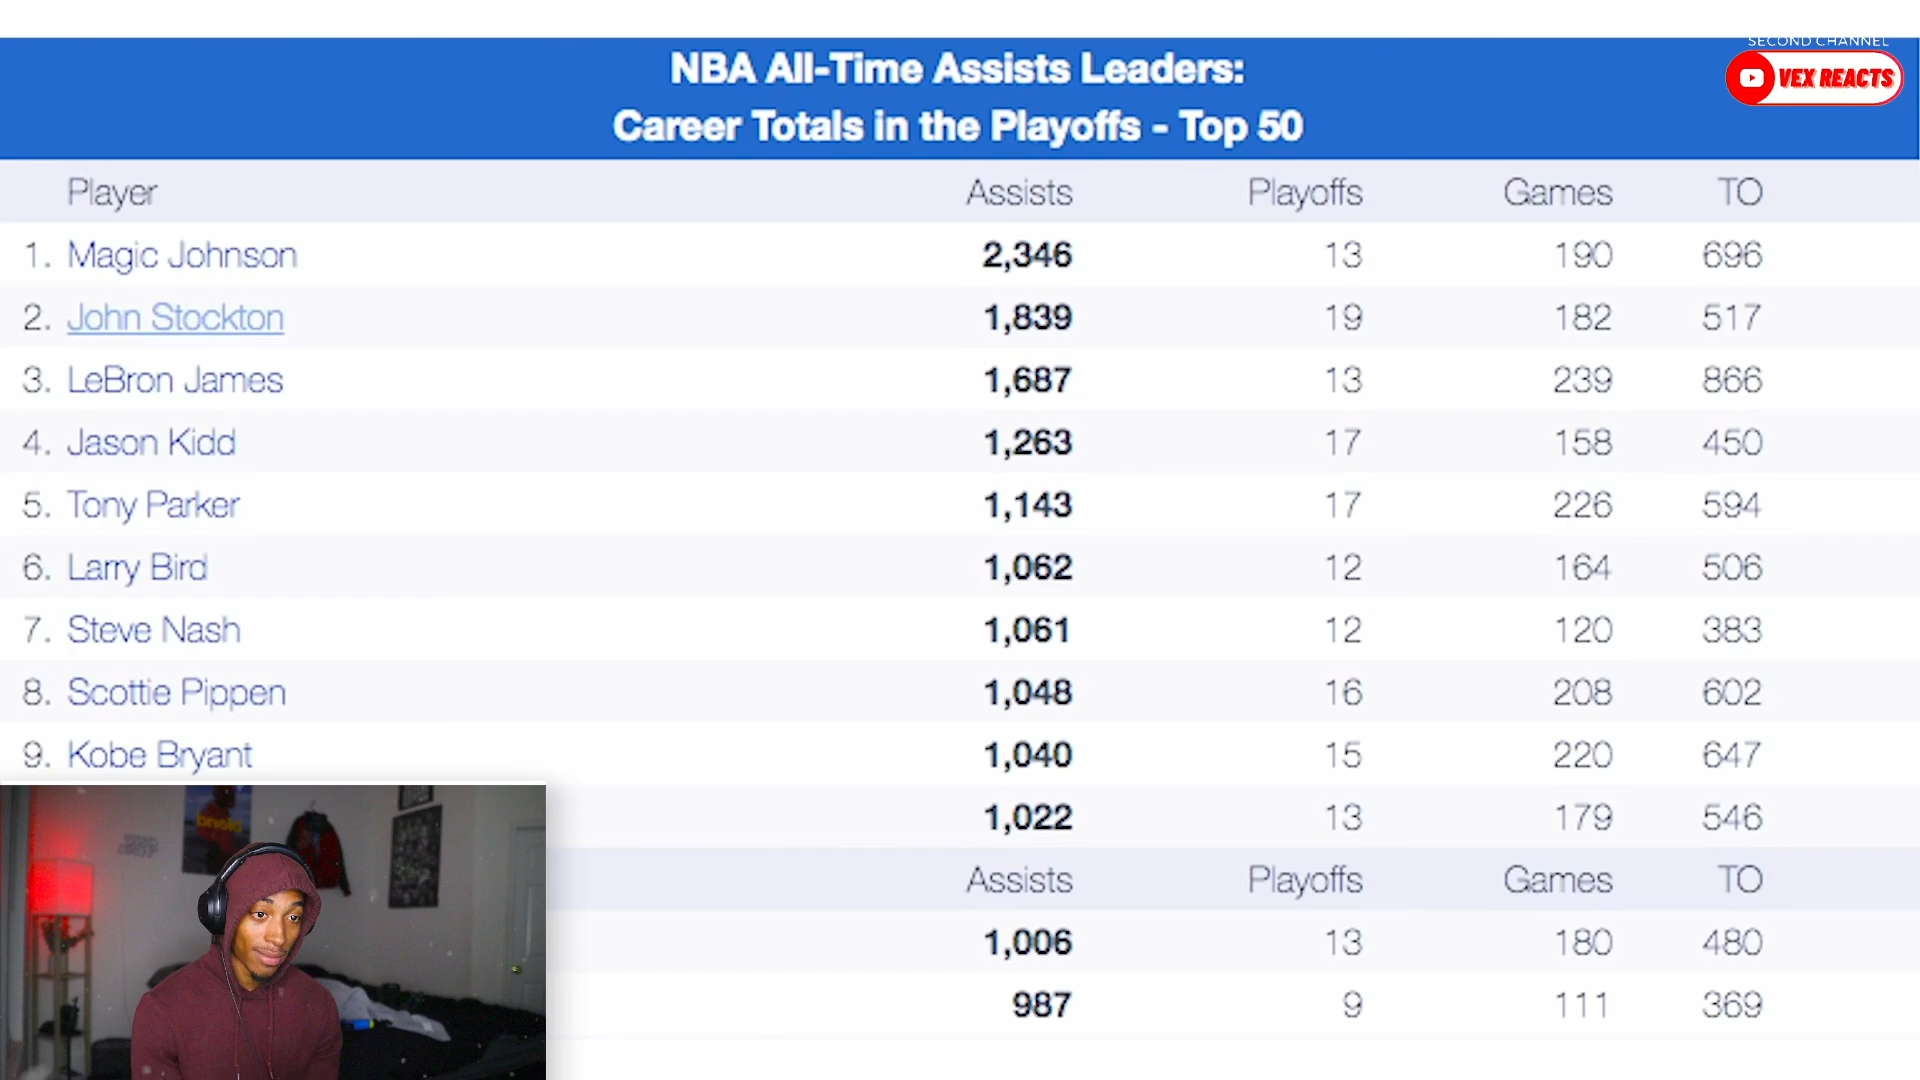 SECOND CHANNEL
VEX REACTS
NBA All-Time Assists Leaders:
Career Totals in the Playoffs - Top 50
Player Assists Playoffs Games TO
1. Magic Johnson 2,346 13 190 696
2. John Stockton 1,839 19 182 517
3. LeBron James 1,687 13 239 866
4. Jason Kidd 1,263 17 158 450
5. Tony Parker 1,143 17 226 594
6. Larry Bird 1,062 12 164 506
7. Steve Nash 1,061 12 120 383
8. Scottie Pippen 1,048 16 208 602
9. Kobe Bryant 1,040 15 220 647
1,022 13 179 546
Assists Playoffs Games TO
1,006 13 180 480
987 9 111 369